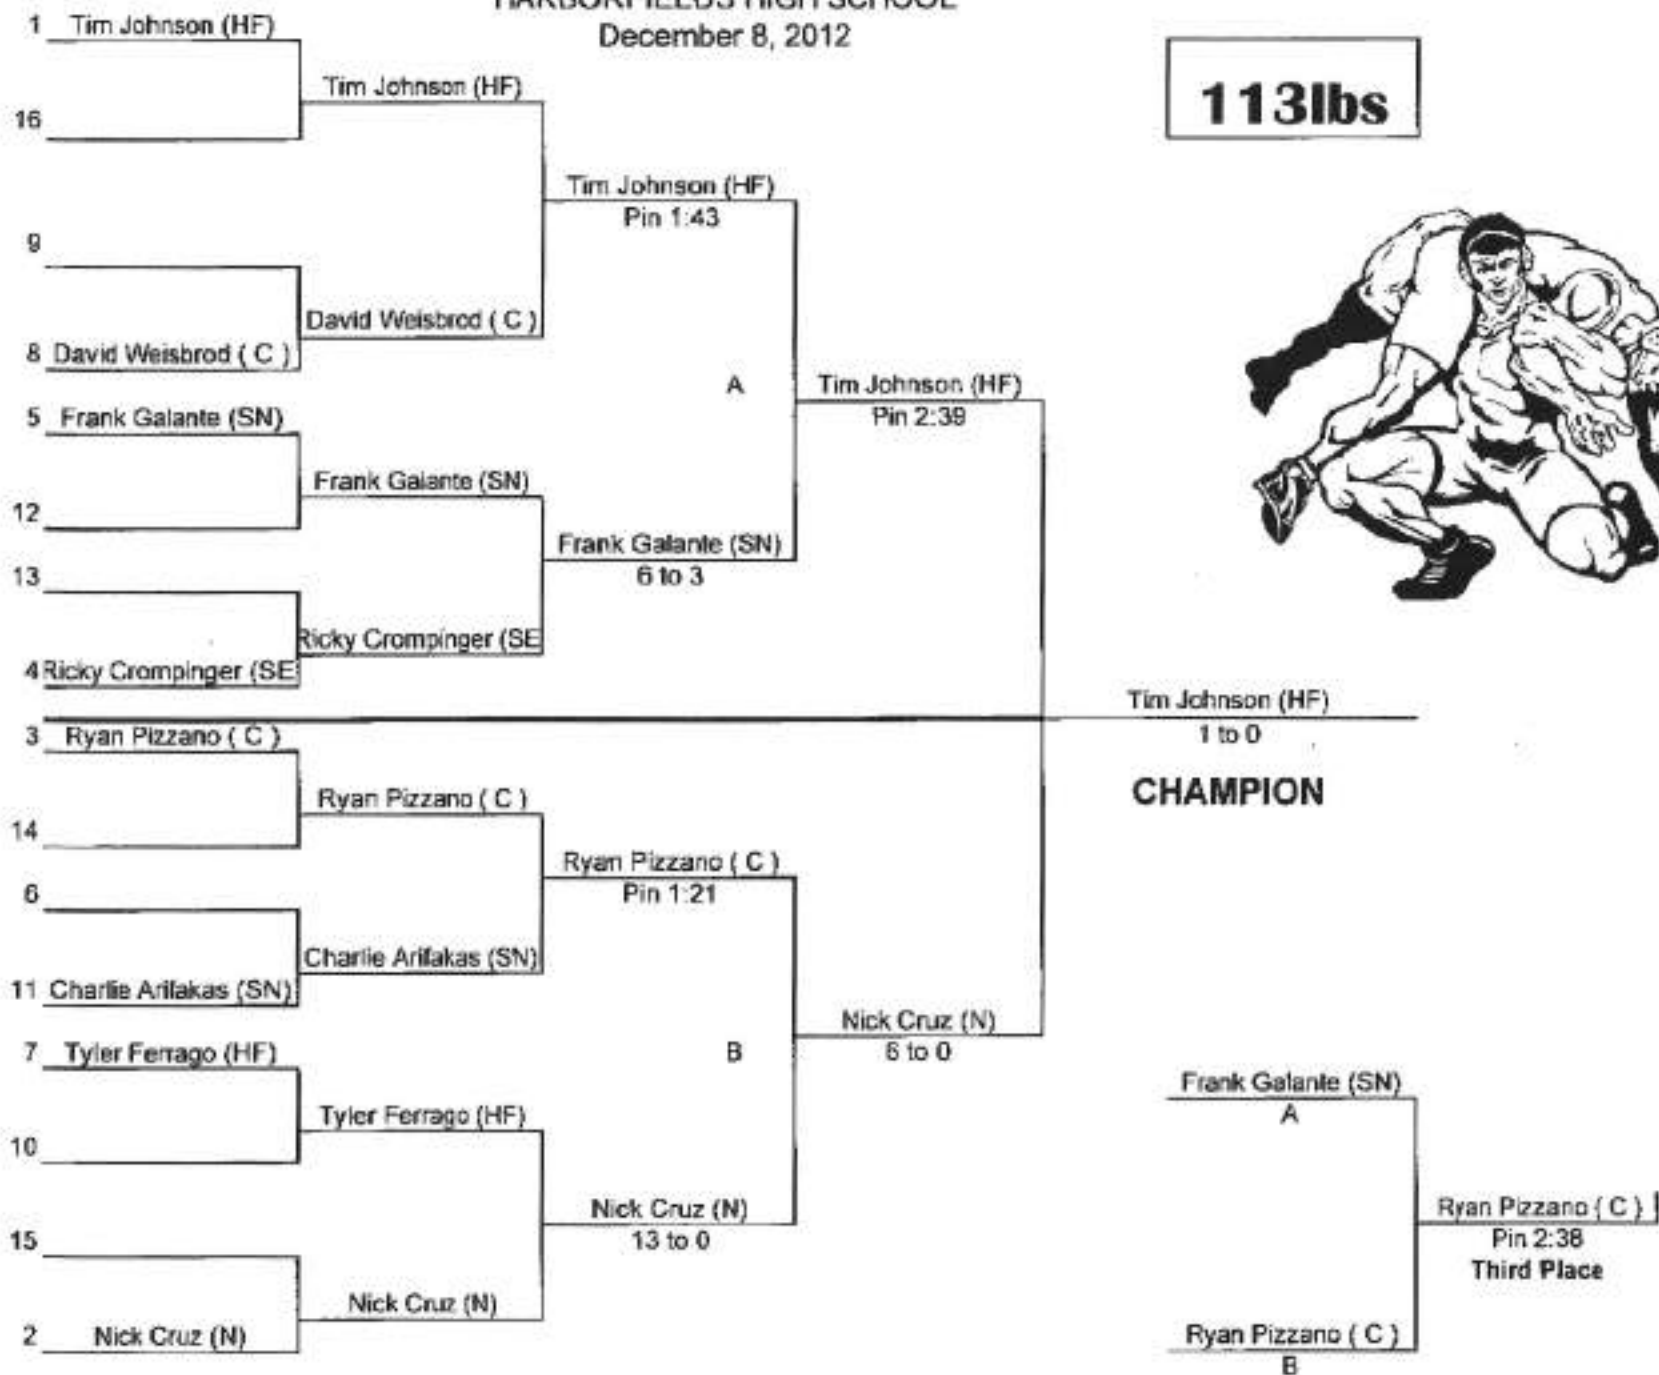 HARBORFIELDS HIGH SCHOOL
December 8, 2012
113lbs
1 Tim Johnson (HF)
16
9
8 David Weisbrod ( C )
5 Frank Galante (SN)
12
13
4 Ricky Crompinger (SE
3 Ryan Pizzano ( C )
14
6
11 Charlie Arifakas (SN)
7 Tyler Ferrago (HF)
10
15
2 Nick Cruz (N)
Tim Johnson (HF)
David Weisbrod ( C )
Frank Galante (SN)
Ricky Crompinger (SE
Ryan Pizzano ( C )
Charlie Arifakas (SN)
Tyler Ferrago (HF)
Nick Cruz (N)
Tim Johnson (HF)
Pin 1:43
Frank Galante (SN)
6 to 3
Ryan Pizzano ( C )
Pin 1:21
Nick Cruz (N)
13 to 0
A
B
Tim Johnson (HF)
Pin 2:39
Nick Cruz (N)
6 to 0
Tim Johnson (HF)
1 to 0
CHAMPION
Frank Galante (SN)
A
Ryan Pizzano ( C )
B
Ryan Pizzano ( C )
Pin 2:38
Third Place